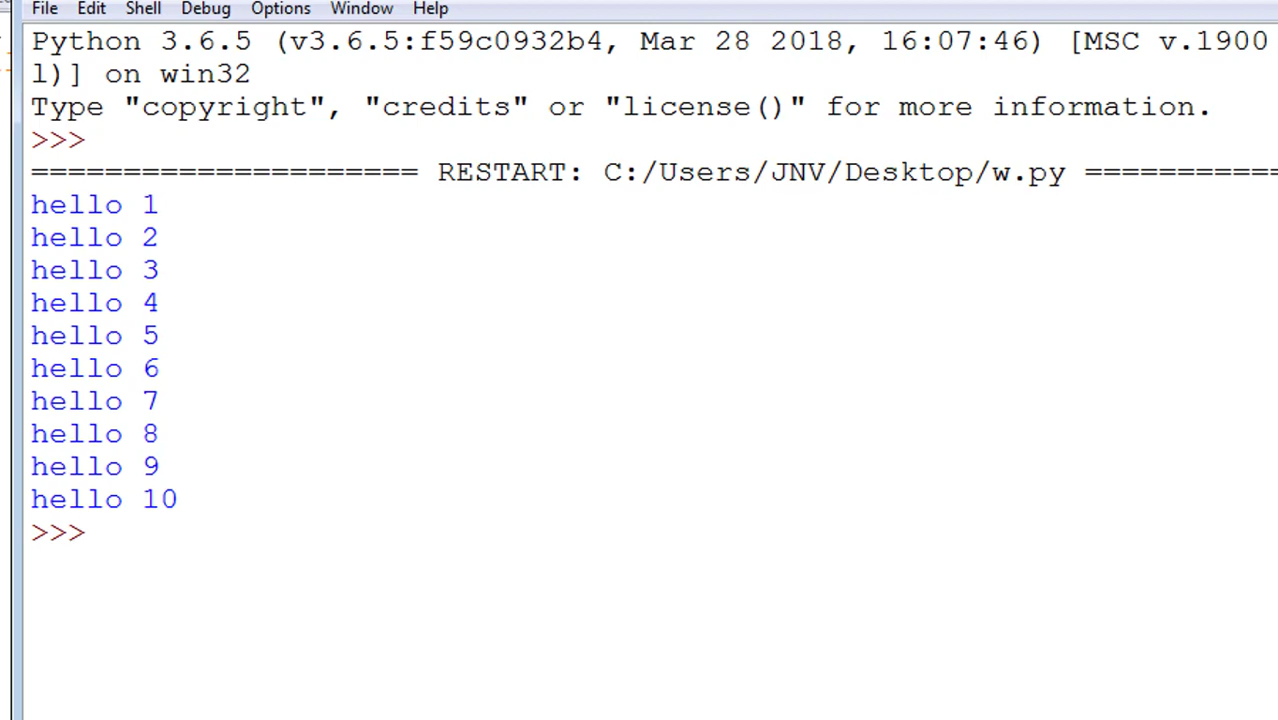 File Edit Shell Debug Options Window Help
Python 3.6.5 (v3.6.5:f59c0932b4, Mar 28 2018, 16:07:46) [MSC v.1900
l)] on win32
Type "copyright", "credits" or "license()" for more information.
>>>
===================== RESTART: C:/Users/JNV/Desktop/w.py ===========
hello 1
hello 2
hello 3
hello 4
hello 5
hello 6
hello 7
hello 8
hello 9
hello 10
>>>